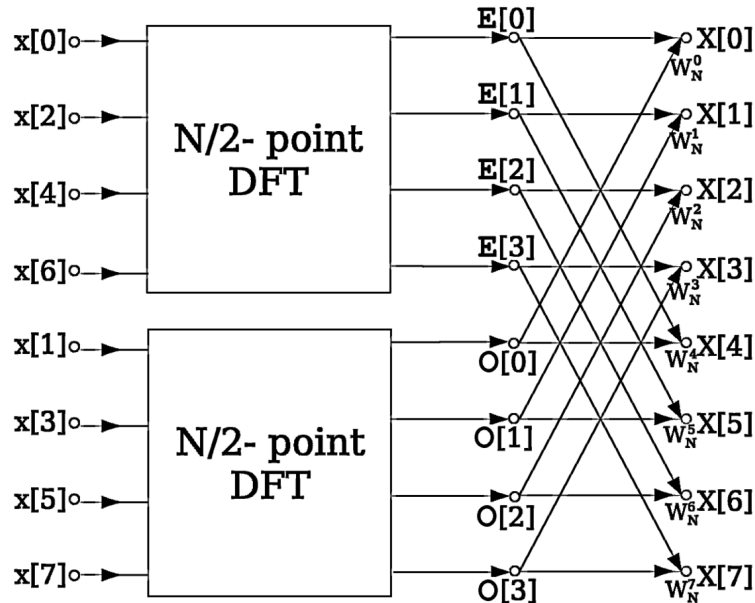 x[0]
x[2]
x[4]
x[6]
x[1]
x[3]
x[5]
x[7]
N/2- point
DFT
N/2- point
DFT
E[0]
E[1]
E[2]
E[3]
O[0]
O[1]
O[2]
O[3]
X[0]
W_N^0
X[1]
W_N^1
X[2]
W_N^2
X[3]
W_N^3
W_N^4 X[4]
X[5]
W_N^5
X[6]
W_N^6
X[7]
W_N^7